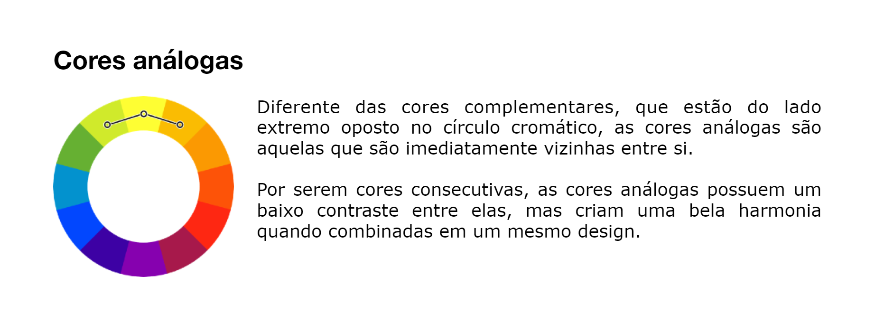 Cores análogas
Diferente das cores complementares, que estão do lado
extremo oposto no círculo cromático, as cores análogas são
aquelas que são imediatamente vizinhas entre si.
Por serem cores consecutivas, as cores análogas possuem um
baixo contraste entre elas, mas criam uma bela harmonia
quando combinadas em um mesmo design.